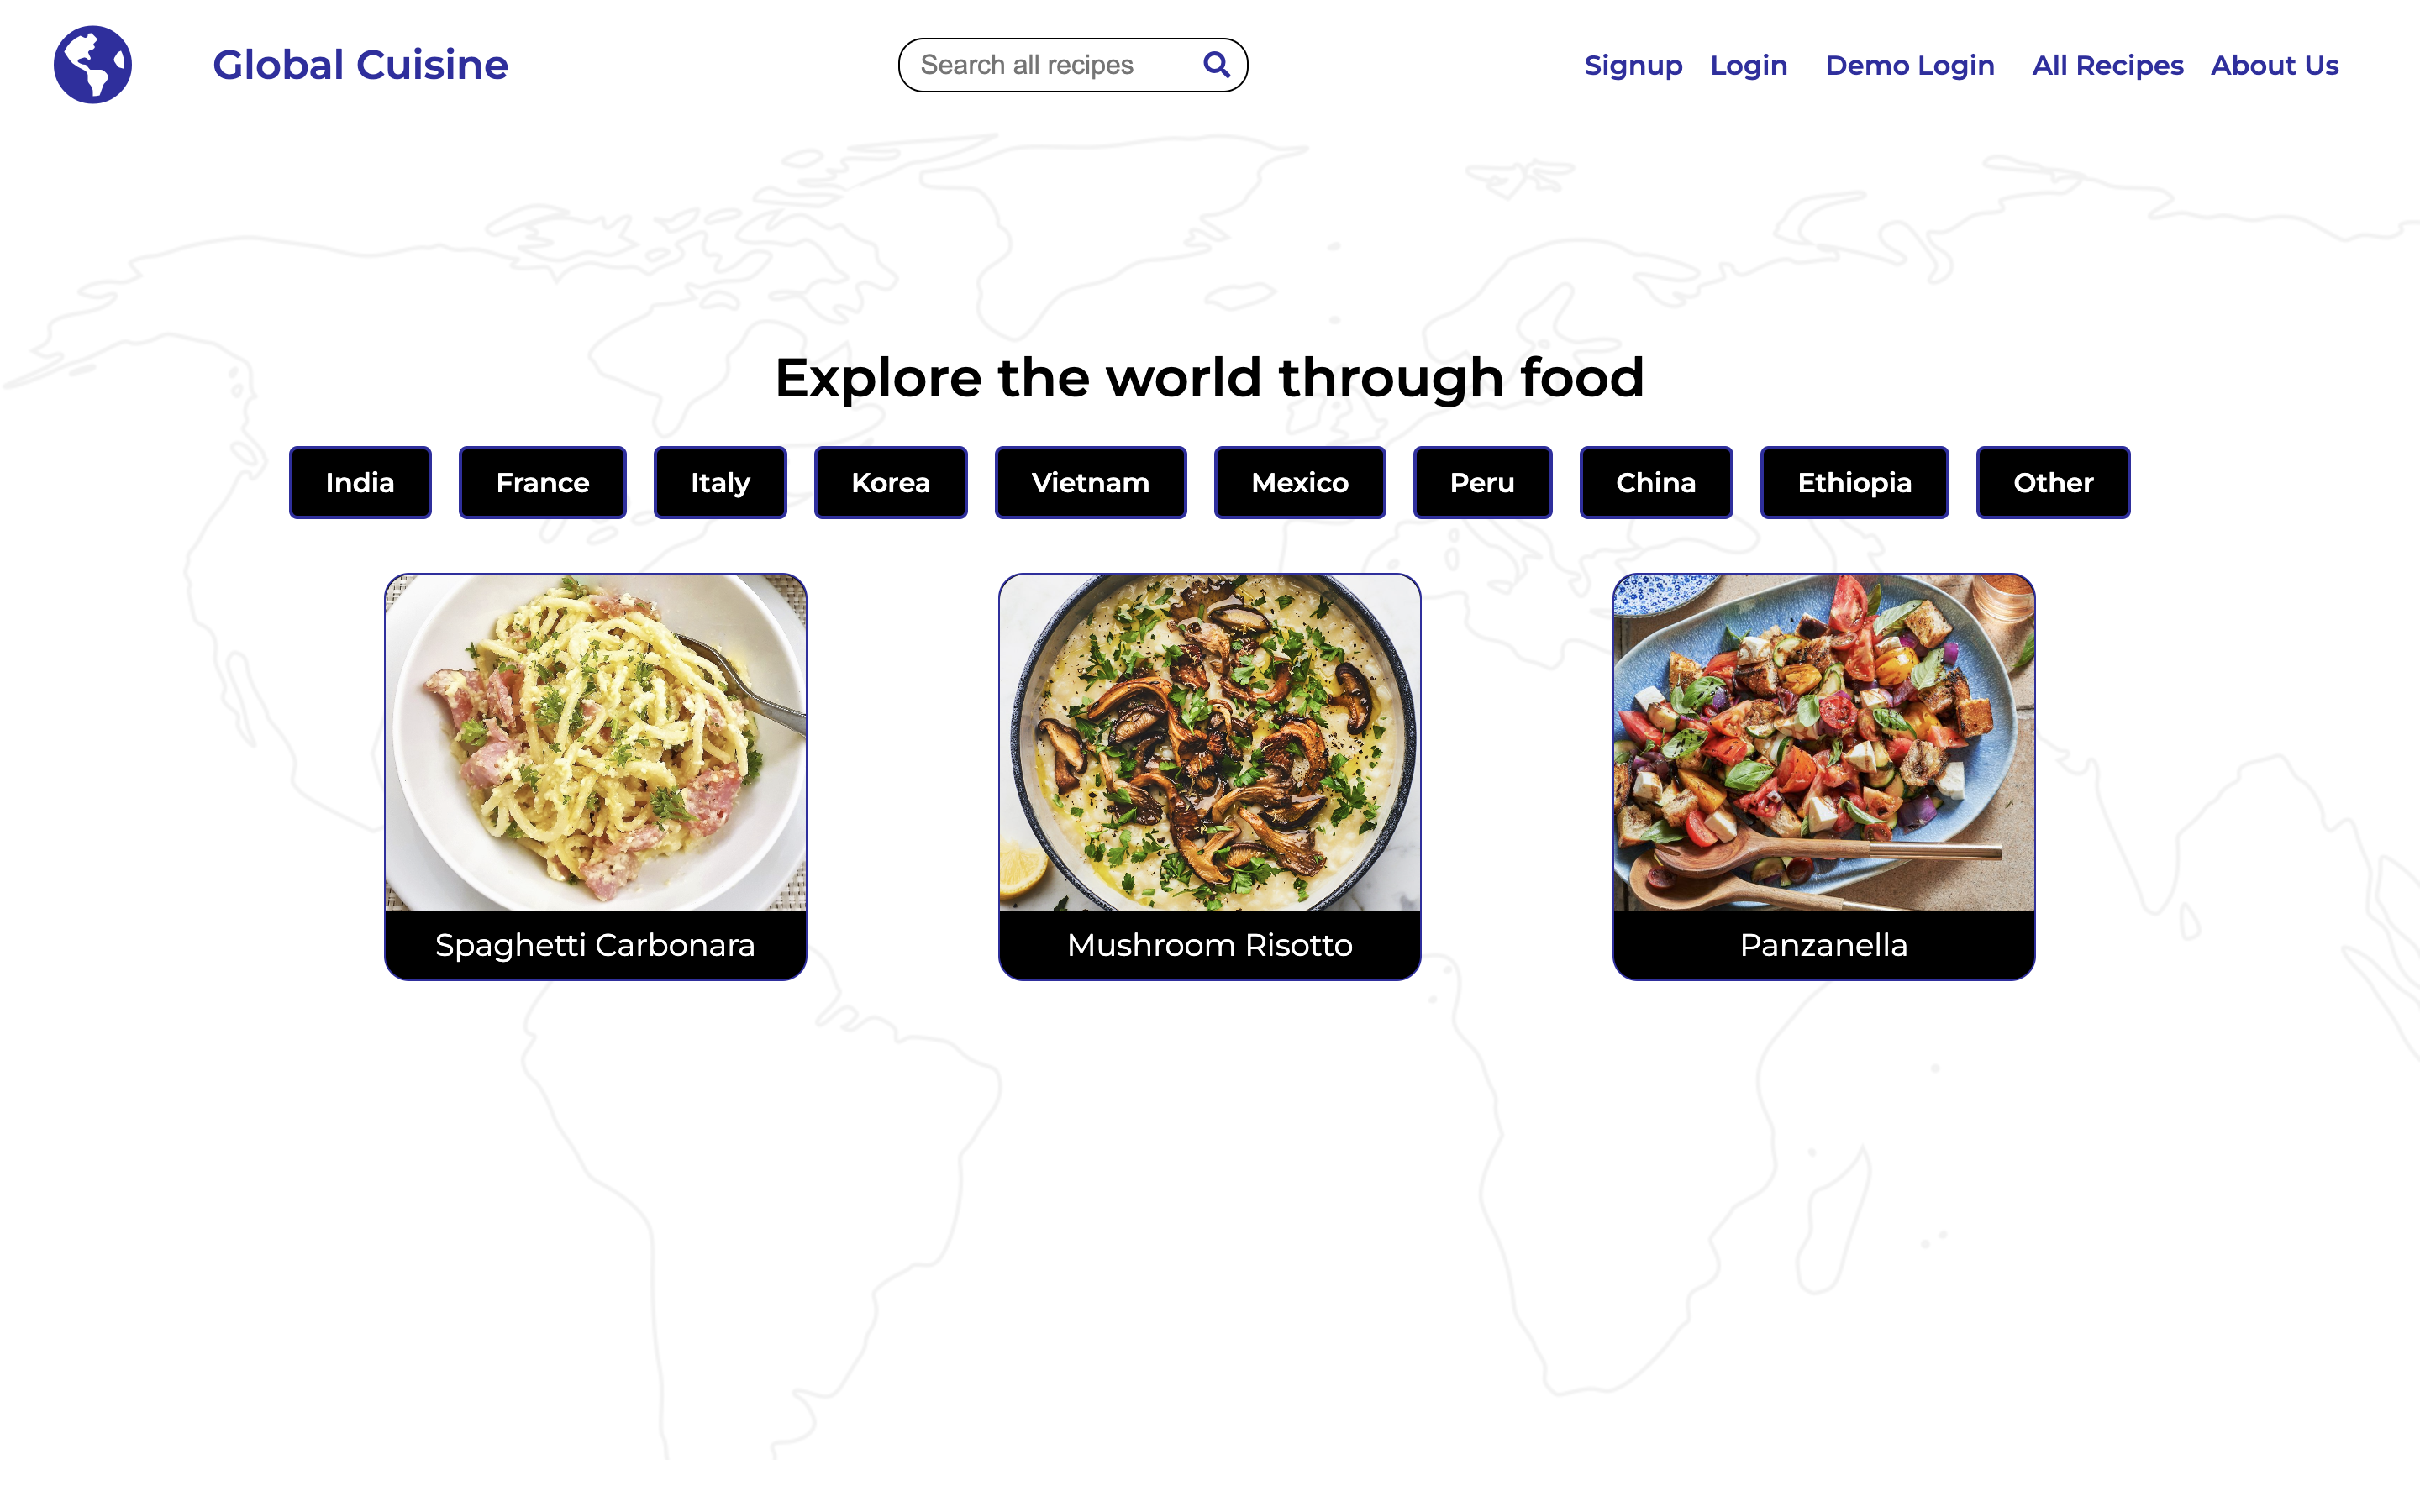 Global Cuisine
Search all recipes
Signup Login Demo Login All Recipes About Us
Explore the world through food
India France Italy Korea Vietnam Mexico Peru China Ethiopia Other
Spaghetti Carbonara
Mushroom Risotto
Panzanella